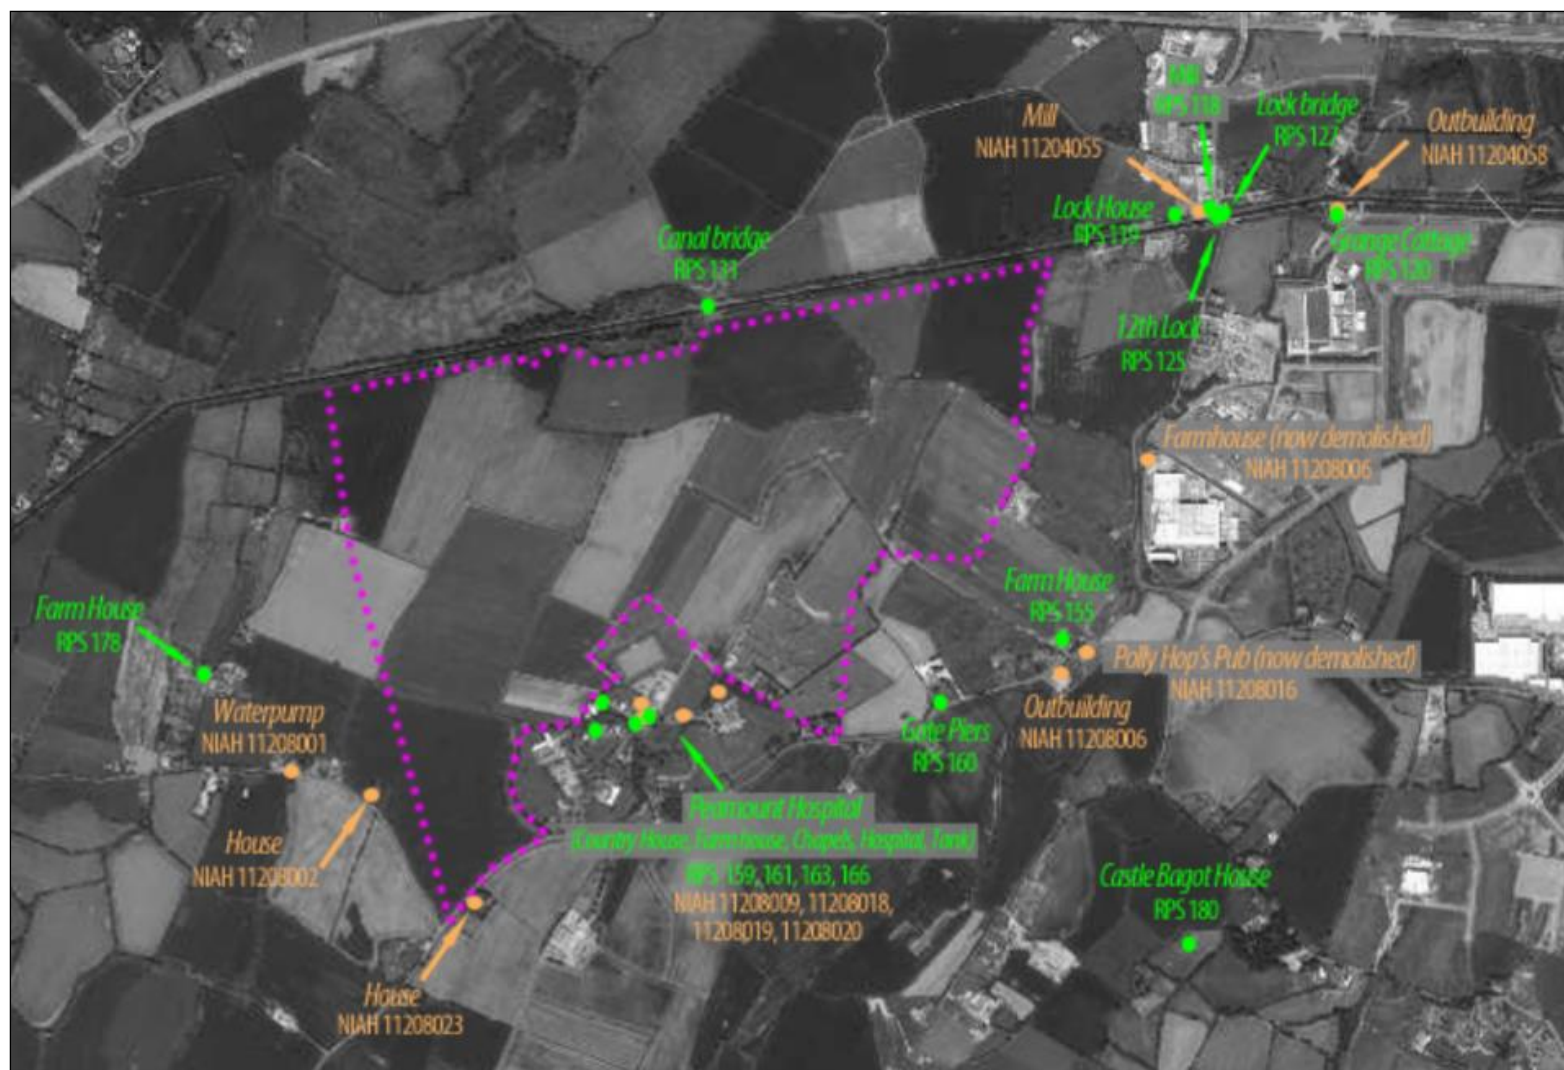 Mill
RPS 118
Lock bridge
RPS 127
Mill
NIAH 11204055
Outbuilding
NIAH 11204058
Lock House
RPS 119
Canal bridge
RPS 131
Grange Cottage
RPS 120
12th Lock
RPS 125
Farmhouse (now demolished)
NIAH 11208006
Farm House
RPS 178
Farm House
RPS 155
Polly Hop's Pub (now demolished)
NIAH 11208016
Waterpump
NIAH 11208001
Outbuilding
NIAH 11208006
Gate Piers
RPS 160
House
NIAH 11208002
Peamount Hospital
(Country House, Farmhouse, Chapels, Hospital, Tank)
RPS 159, 161, 163, 166
NIAH 11208009, 11208018,
11208019, 11208020
Castle Bagot House
RPS 180
House
NIAH 11208023